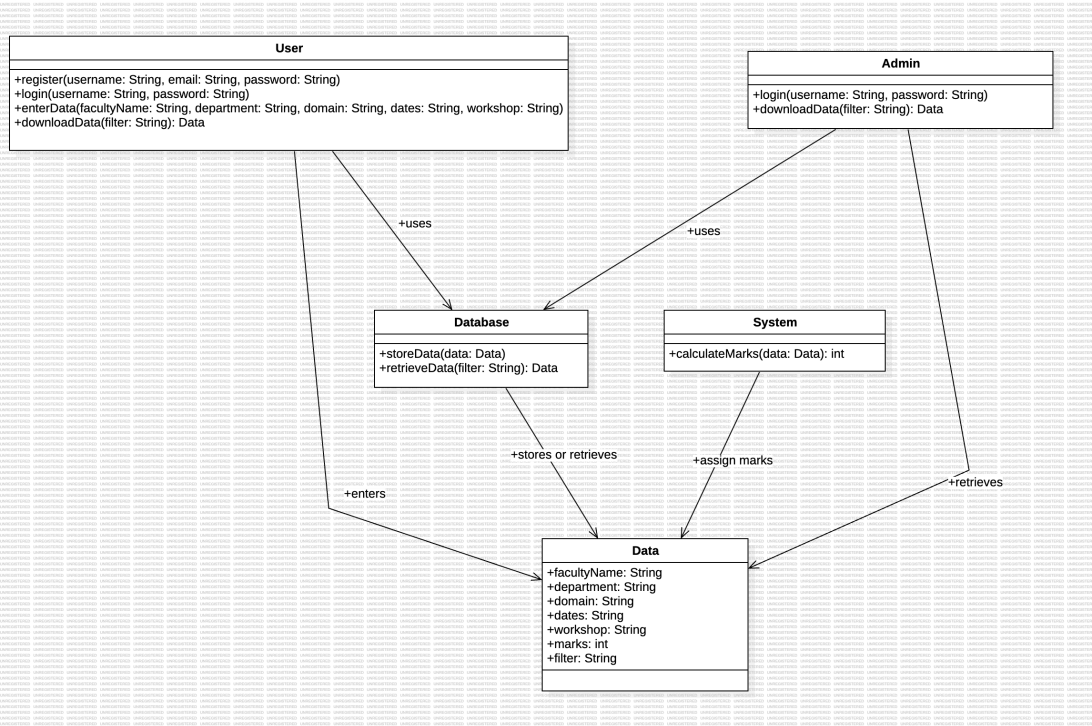 User
+register(username: String, email: String, password: String)
+login(username: String, password: String)
+enterData(facultyName: String, department: String, domain: String, dates: String, workshop: String)
+downloadData(filter: String): Data
Admin
+login(username: String, password: String)
+downloadData(filter: String): Data
+uses
+uses
Database
+storeData(data: Data)
+retrieveData(filter: String): Data
System
+calculateMarks(data: Data): int
+stores or retrieves
+assign marks
+enters
+retrieves
Data
+facultyName: String
+department: String
+domain: String
+dates: String
+workshop: String
+marks: int
+filter: String